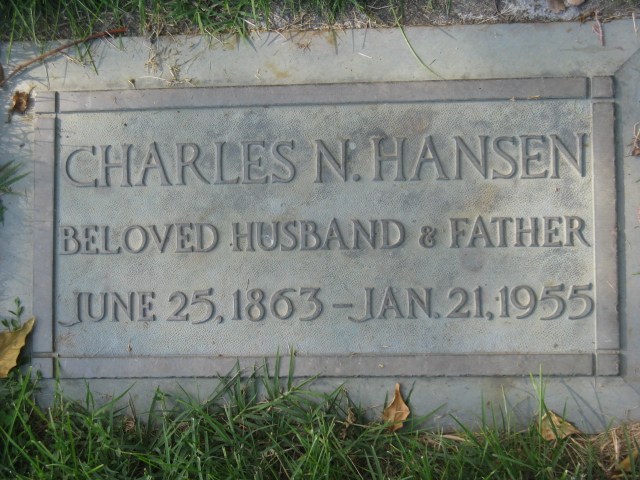 CHARLES N. HANSEN
BELOVED HUSBAND & FATHER
JUNE 25, 1863 – JAN. 21, 1955